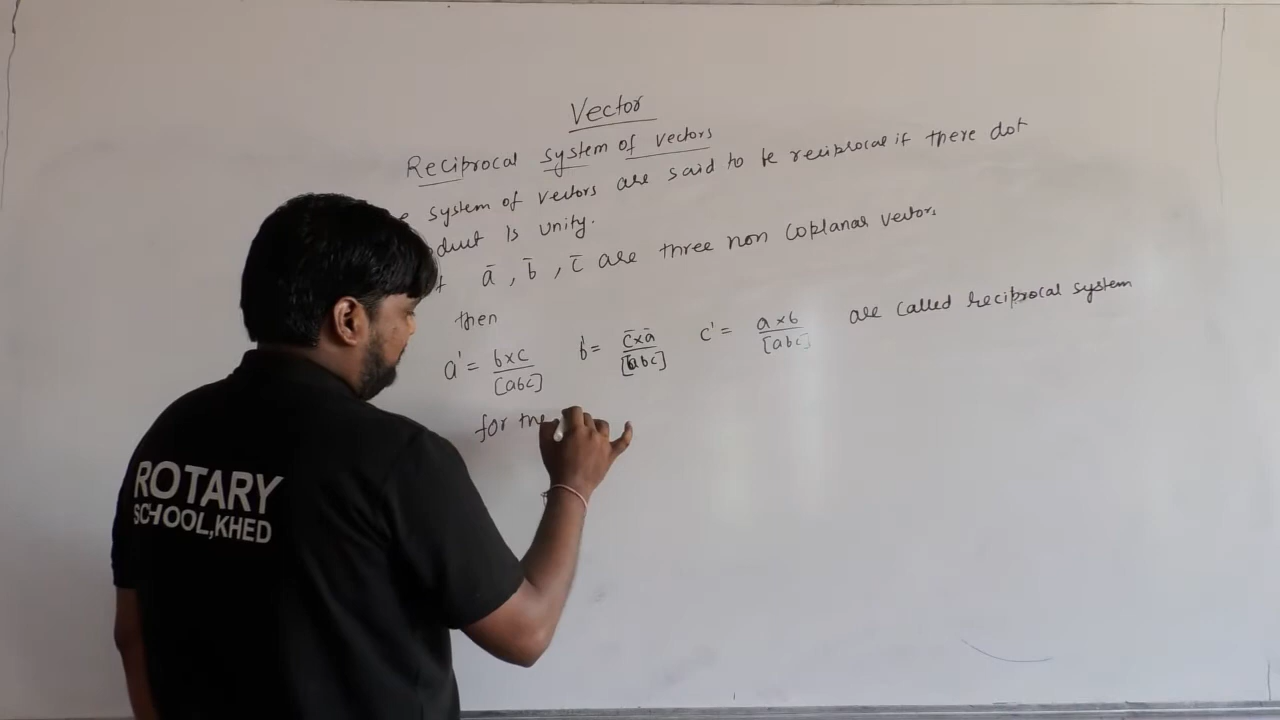 Vector
Reciprocal system of vectors
system of vectors are said to be reciprocal if there dot
duct is unity.
ā, b̄, c̄ are three non coplanar vectors
then
a' = b×c/[abc] b' = c̄×ā/[abc] c' = a×b/[abc] are called reciprocal system
for the
ROTARY
SCHOOL,KHED